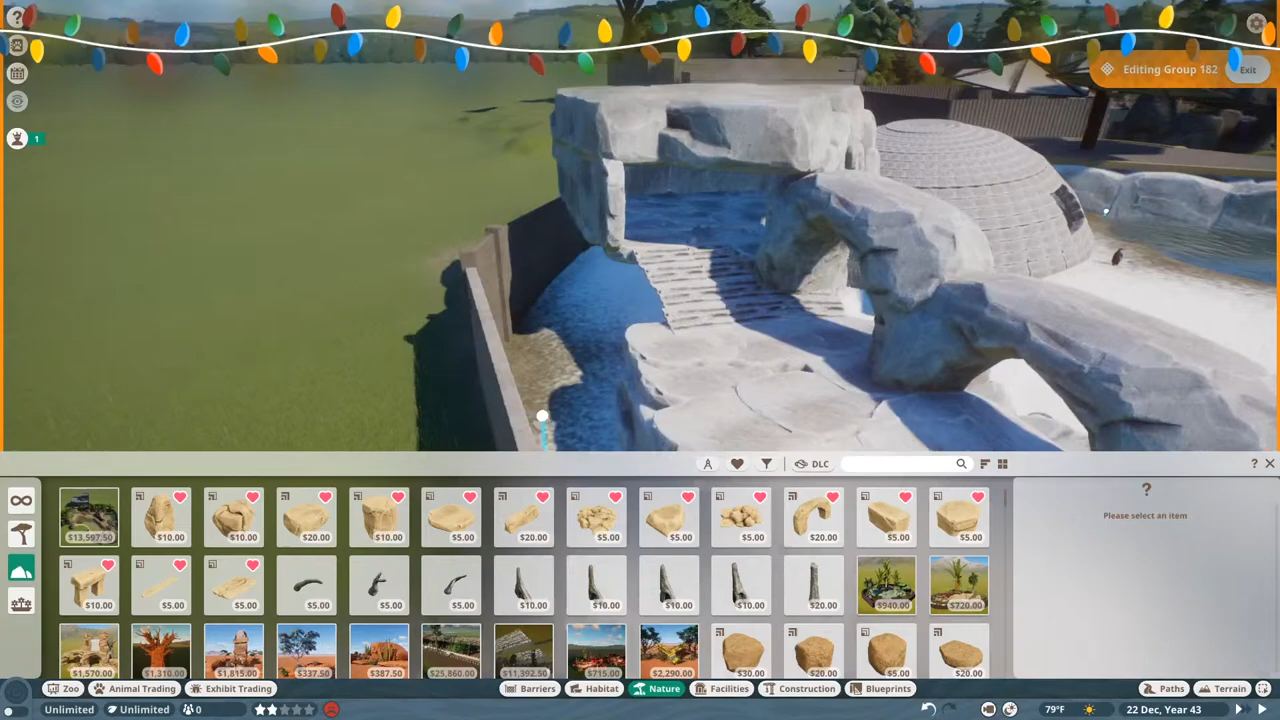 ?
Editing Group 182
Exit
1
DLC
? ×
$13,597.50
$10.00
$10.00
$20.00
$10.00
$5.00
$20.00
$5.00
$5.00
$5.00
$20.00
$5.00
$5.00
?
Please select an item
$10.00
$5.00
$5.00
$5.00
$5.00
$5.00
$10.00
$10.00
$10.00
$10.00
$20.00
$940.00
$720.00
$1,570.00
$1,310.00
$1,815.00
$337.50
$387.50
$25,860.00
$11,392.50
$715.00
$2,290.00
$30.00
$20.00
$5.00
$20.00
Zoo
Animal Trading
Exhibit Trading
Barriers
Habitat
Nature
Facilities
Construction
Blueprints
Paths
Terrain
Unlimited
Unlimited
0
79°F
22 Dec, Year 43